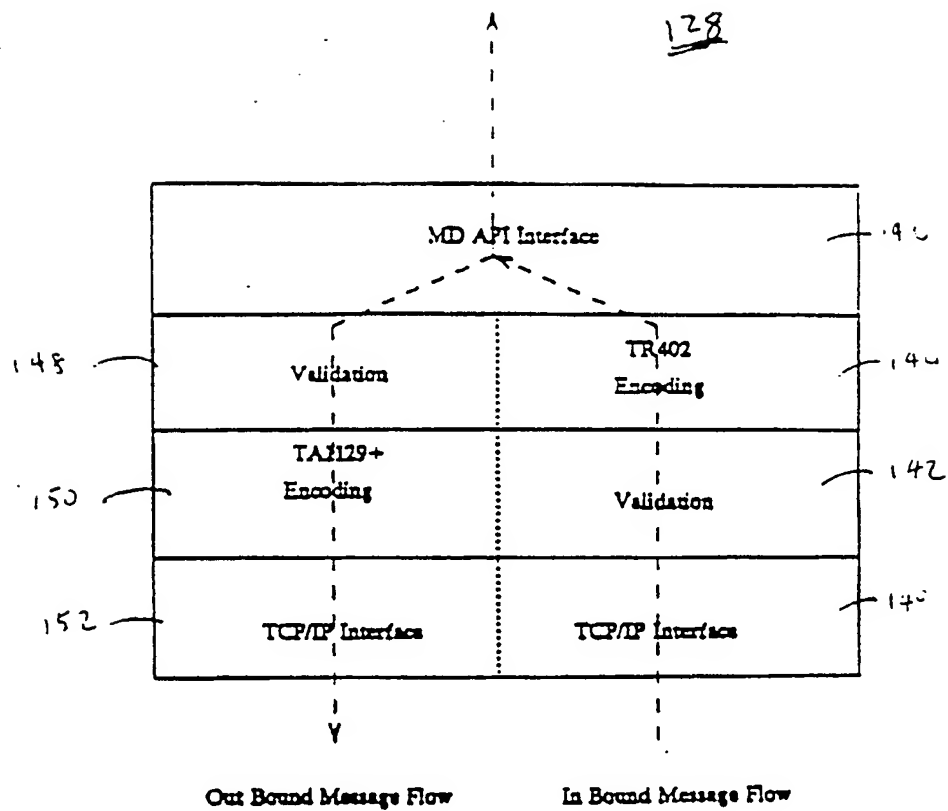 128
MD API Interface
148
Validation
TR402
Encoding
150
TA1129+
Encoding
142
Validation
152
TCP/IP Interface
TCP/IP Interface
Out Bound Message Flow
In Bound Message Flow